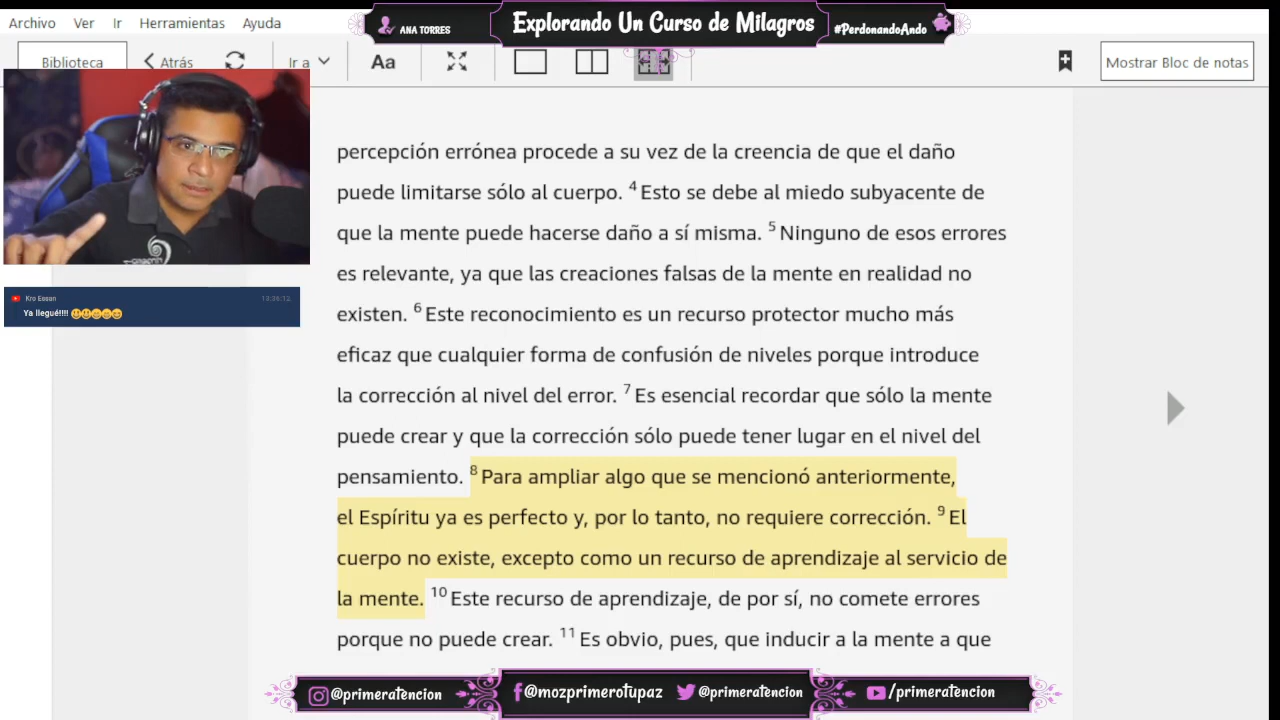 Archivo Ver Ir Herramientas Ayuda
ANA TORRES
Explorando Un Curso de Milagros
#PerdonandoAndo
Biblioteca Atrás Ir a Aa Mostrar Bloc de notas
percepción errónea procede a su vez de la creencia de que el daño
puede limitarse sólo al cuerpo. 4 Esto se debe al miedo subyacente de
que la mente puede hacerse daño a sí misma. 5 Ninguno de esos errores
es relevante, ya que las creaciones falsas de la mente en realidad no
existen. 6 Este reconocimiento es un recurso protector mucho más
eficaz que cualquier forma de confusión de niveles porque introduce
la corrección al nivel del error. 7 Es esencial recordar que sólo la mente
puede crear y que la corrección sólo puede tener lugar en el nivel del
pensamiento. 8 Para ampliar algo que se mencionó anteriormente,
el Espíritu ya es perfecto y, por lo tanto, no requiere corrección. 9 El
cuerpo no existe, excepto como un recurso de aprendizaje al servicio de
la mente. 10 Este recurso de aprendizaje, de por sí, no comete errores
porque no puede crear. 11 Es obvio, pues, que inducir a la mente a que
Kro Essan
Ya llegué!!!! 😃😃😄😄😄
@primeratencion
@mozprimerotupaz
@primeratencion
/primeratencion